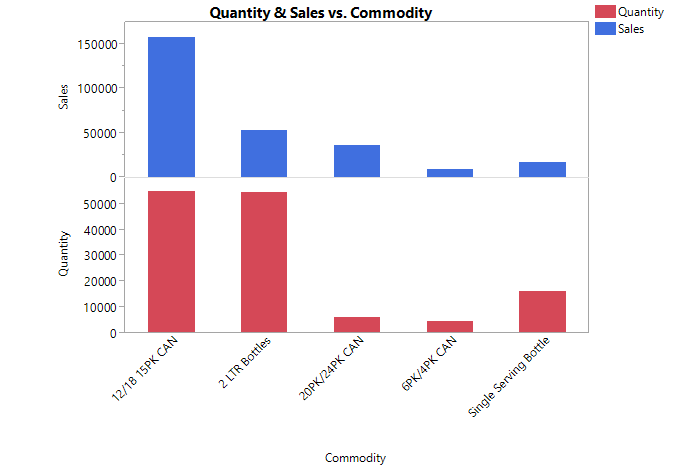 Quantity & Sales vs. Commodity
Quantity
Sales
150000
100000
50000
0
Sales
50000
40000
30000
20000
10000
0
Quantity
12/18 15PK CAN
2 LTR Bottles
20PK/24PK CAN
6PK/4PK CAN
Single Serving Bottle
Commodity